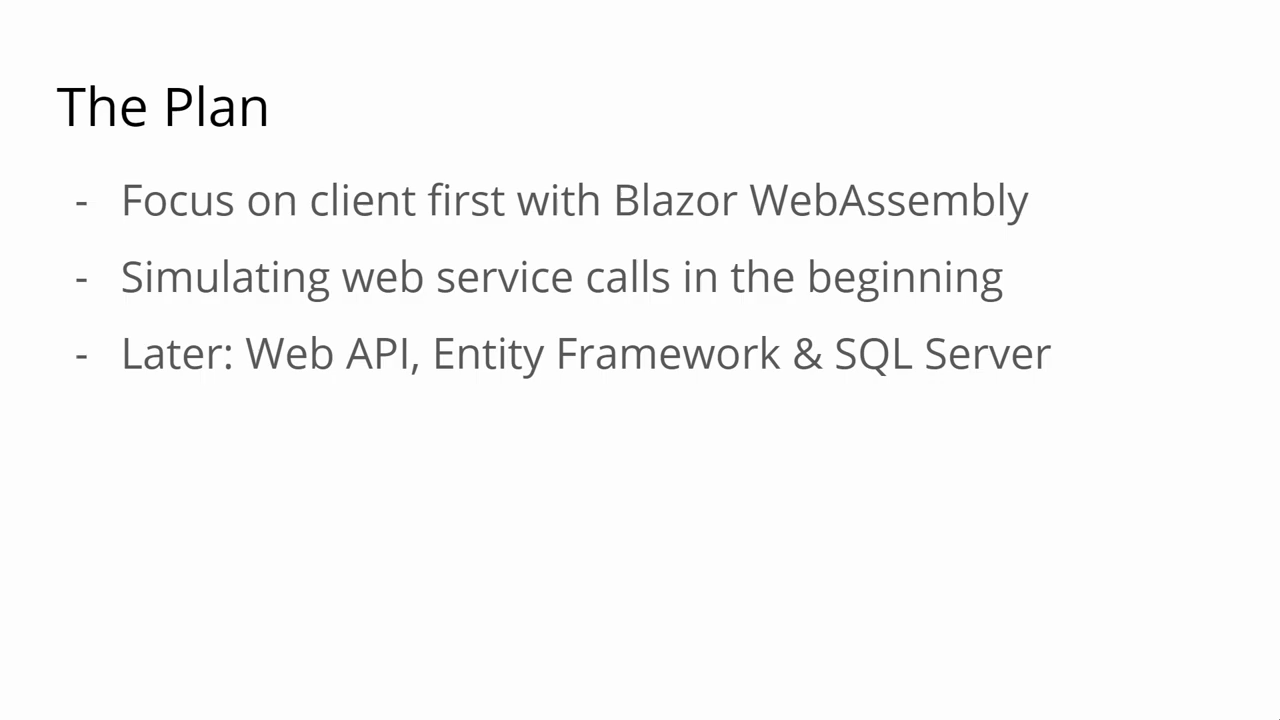 The Plan
- Focus on client first with Blazor WebAssembly
- Simulating web service calls in the beginning
- Later: Web API, Entity Framework & SQL Server